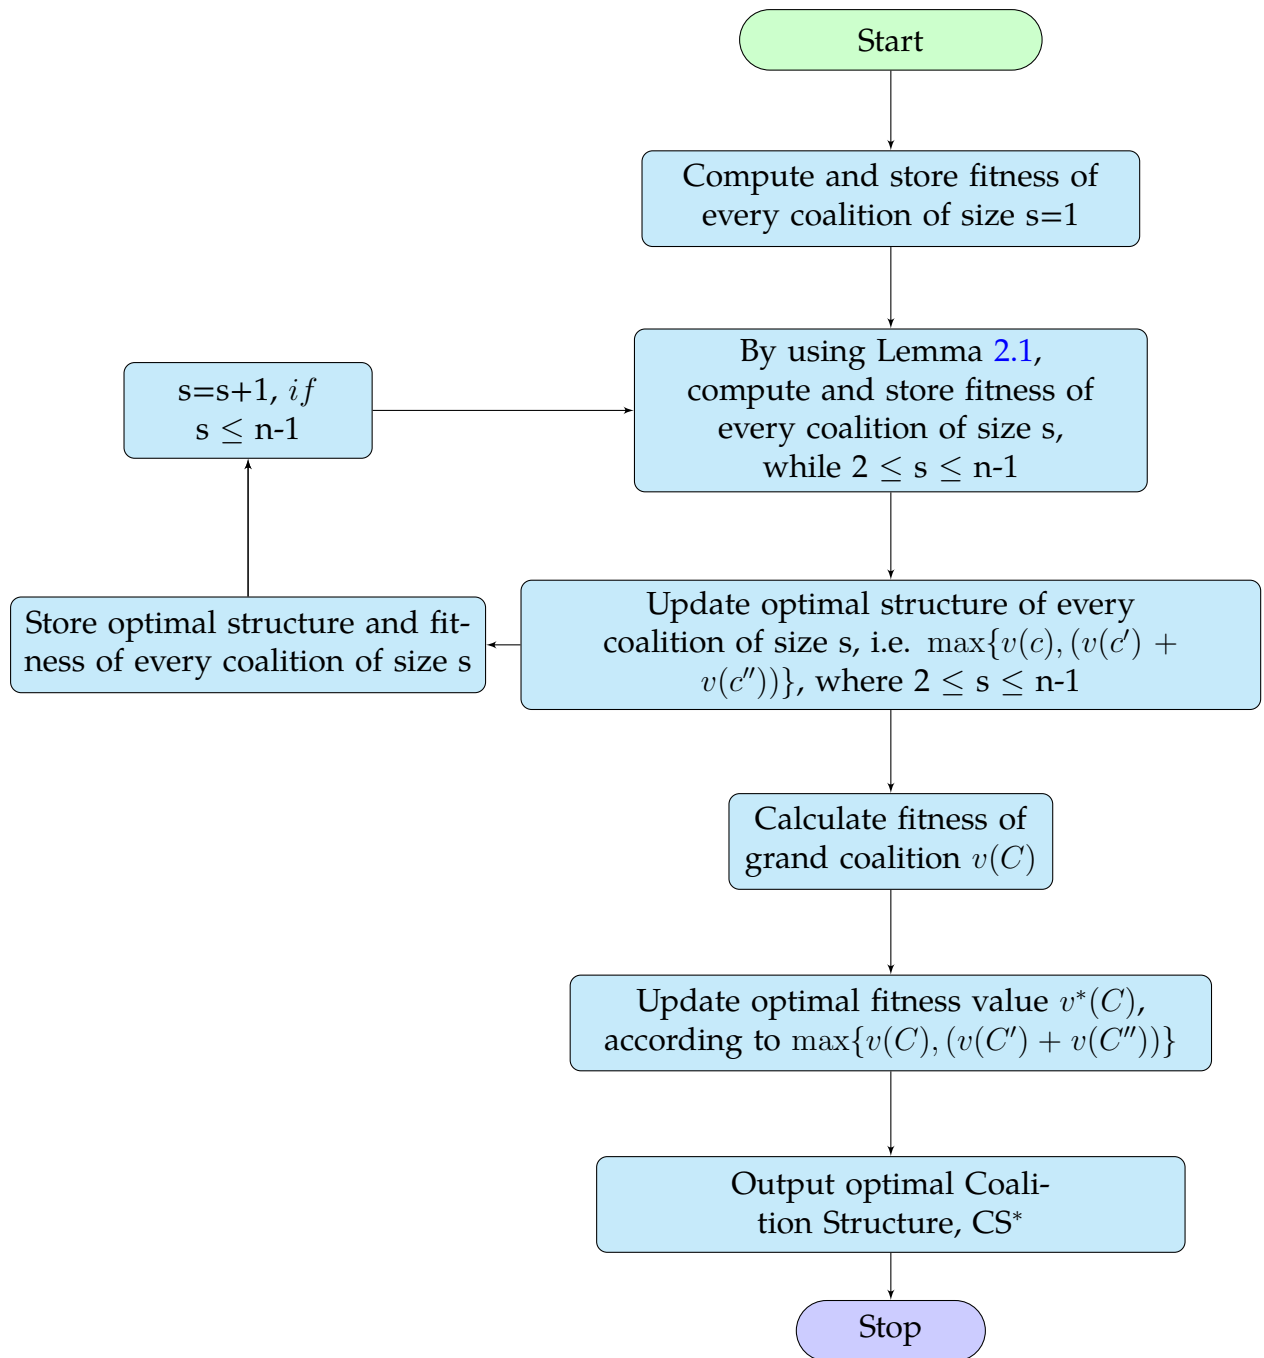 Start
Compute and store fitness of
every coalition of size s=1
By using Lemma 2.1,
compute and store fitness of
every coalition of size s,
while 2 ≤ s ≤ n-1
s=s+1, if
s ≤ n-1
Update optimal structure of every
coalition of size s, i.e. max{v(c), (v(c′) +
v(c′′))}, where 2 ≤ s ≤ n-1
Store optimal structure and fit-
ness of every coalition of size s
Calculate fitness of
grand coalition v(C)
Update optimal fitness value v*(C),
according to max{v(C), (v(C′) + v(C′′))}
Output optimal Coali-
tion Structure, CS*
Stop